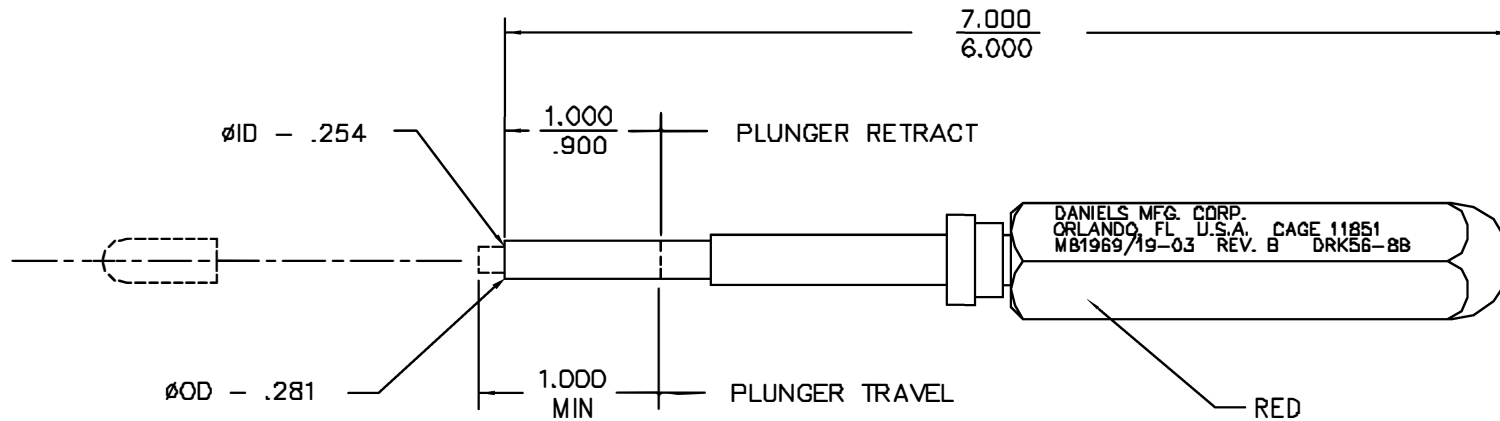 7.000
6.000
1.000
.900
PLUNGER RETRACT
øID - .254
DANIELS MFG. CORP.
ORLANDO, FL U.S.A. CAGE 11851
M81969/19-03 REV. B DRK56-8B
øOD - .281
1.000
MIN
PLUNGER TRAVEL
RED